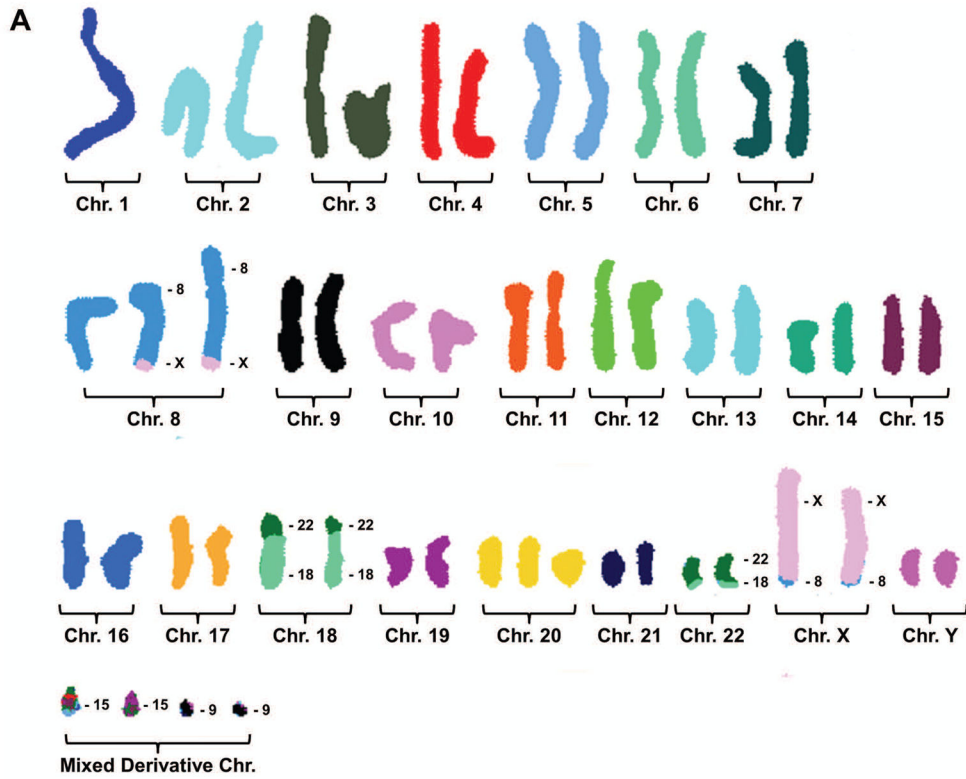 A
Chr. 1 Chr. 2 Chr. 3 Chr. 4 Chr. 5 Chr. 6 Chr. 7
- 8
- 8
- X - X
Chr. 8 Chr. 9 Chr. 10 Chr. 11 Chr. 12 Chr. 13 Chr. 14 Chr. 15
- X - X
- 22 - 22
- 22
- 18 - 18 - 18 - 8 - 8
Chr. 16 Chr. 17 Chr. 18 Chr. 19 Chr. 20 Chr. 21 Chr. 22 Chr. X Chr. Y
- 15 - 15 - 9 - 9
Mixed Derivative Chr.